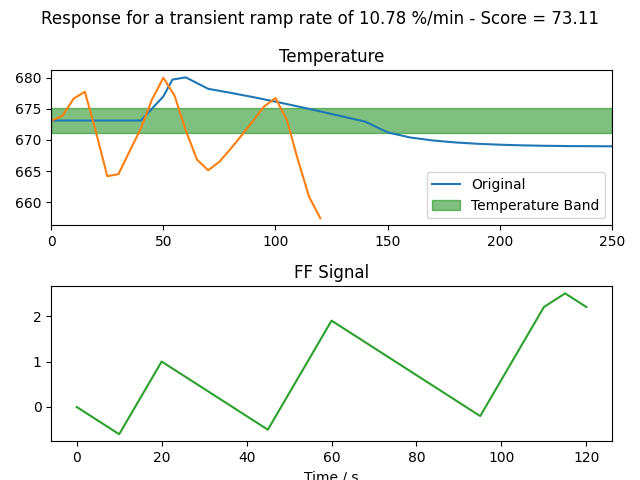 Response for a transient ramp rate of 10.78 %/min - Score = 73.11
Temperature
680
675
670
665
660
Original
Temperature Band
0 50 100 150 200 250
FF Signal
2
1
0
0 20 40 60 80 100 120
Time / s